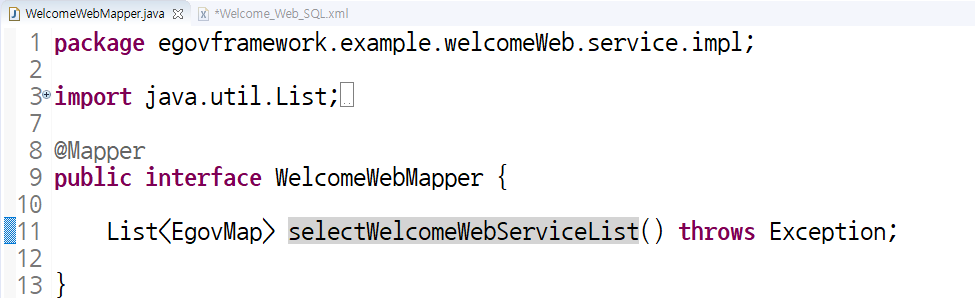 WelcomeWebMapper.java *Welcome_Web_SQL.xml
1 package egovframework.example.welcomeWeb.service.impl;
2
3 import java.util.List;
7
8 @Mapper
9 public interface WelcomeWebMapper {
10
11 List<EgovMap> selectWelcomeWebServiceList() throws Exception;
12
13 }